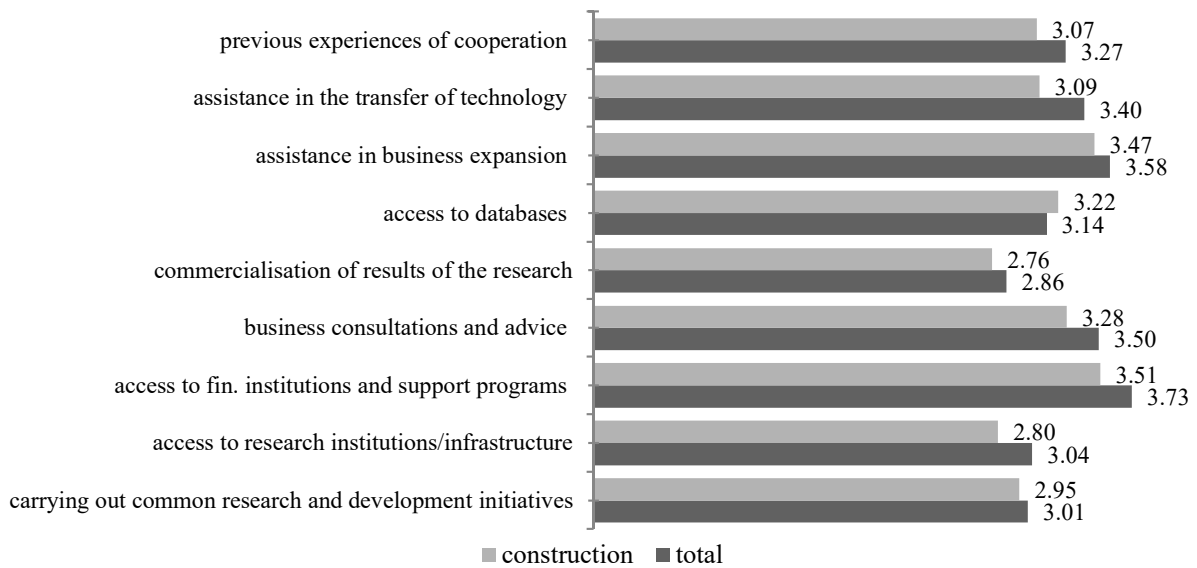 previous experiences of cooperation
3.07
3.27
assistance in the transfer of technology
3.09
3.40
assistance in business expansion
3.47
3.58
access to databases
3.22
3.14
commercialisation of results of the research
2.76
2.86
business consultations and advice
3.28
3.50
access to fin. institutions and support programs
3.51
3.73
access to research institutions/infrastructure
2.80
3.04
carrying out common research and development initiatives
2.95
3.01
construction total